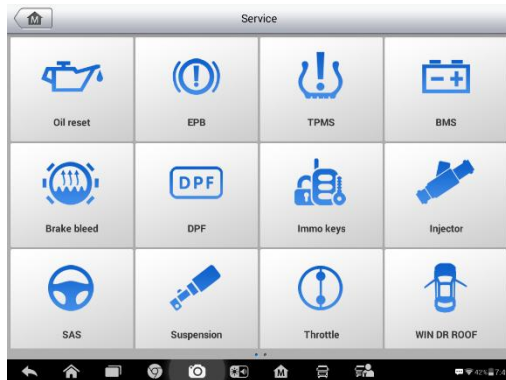 Service
Oil reset
EPB
TPMS
BMS
DPF
Brake bleed
DPF
Immo keys
Injector
SAS
Suspension
Throttle
WIN DR ROOF
42%